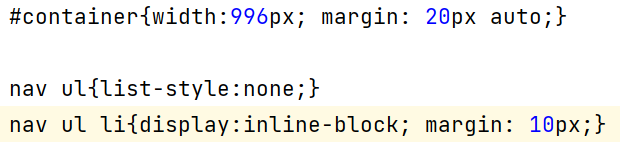 #container{width:996px; margin: 20px auto;}
nav ul{list-style:none;}
nav ul li{display:inline-block; margin: 10px;}